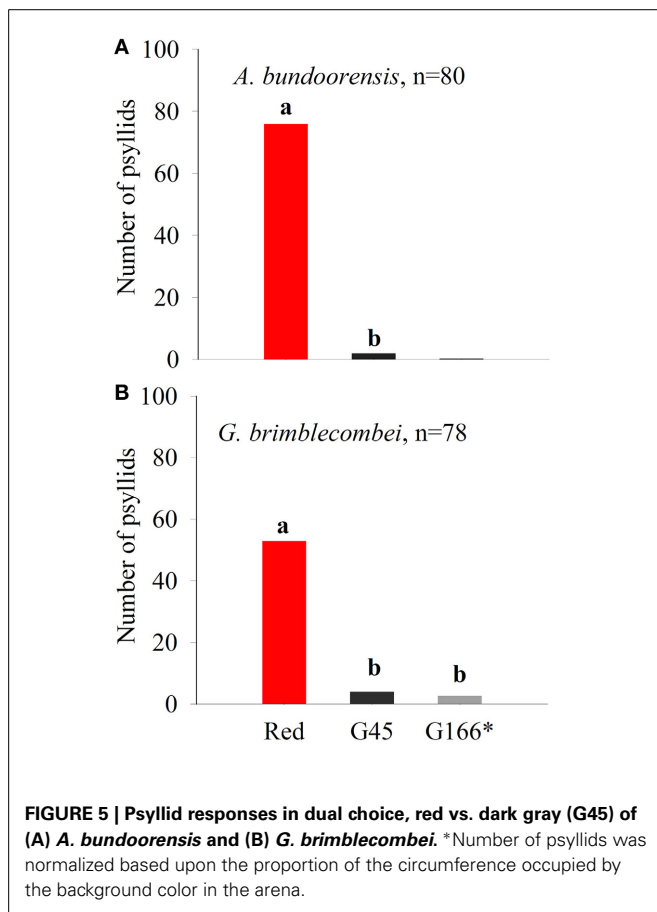 A
100
A. bundoorensis, n=80
a
80
60
40
20
b
0
Number of psyllids
B
100
G. brimblecombei, n=78
80
60
a
40
20
b b
0
Number of psyllids
Red G45 G166*
FIGURE 5 | Psyllid responses in dual choice, red vs. dark gray (G45) of
(A) A. bundoorensis and (B) G. brimblecombei. *Number of psyllids was
normalized based upon the proportion of the circumference occupied by
the background color in the arena.